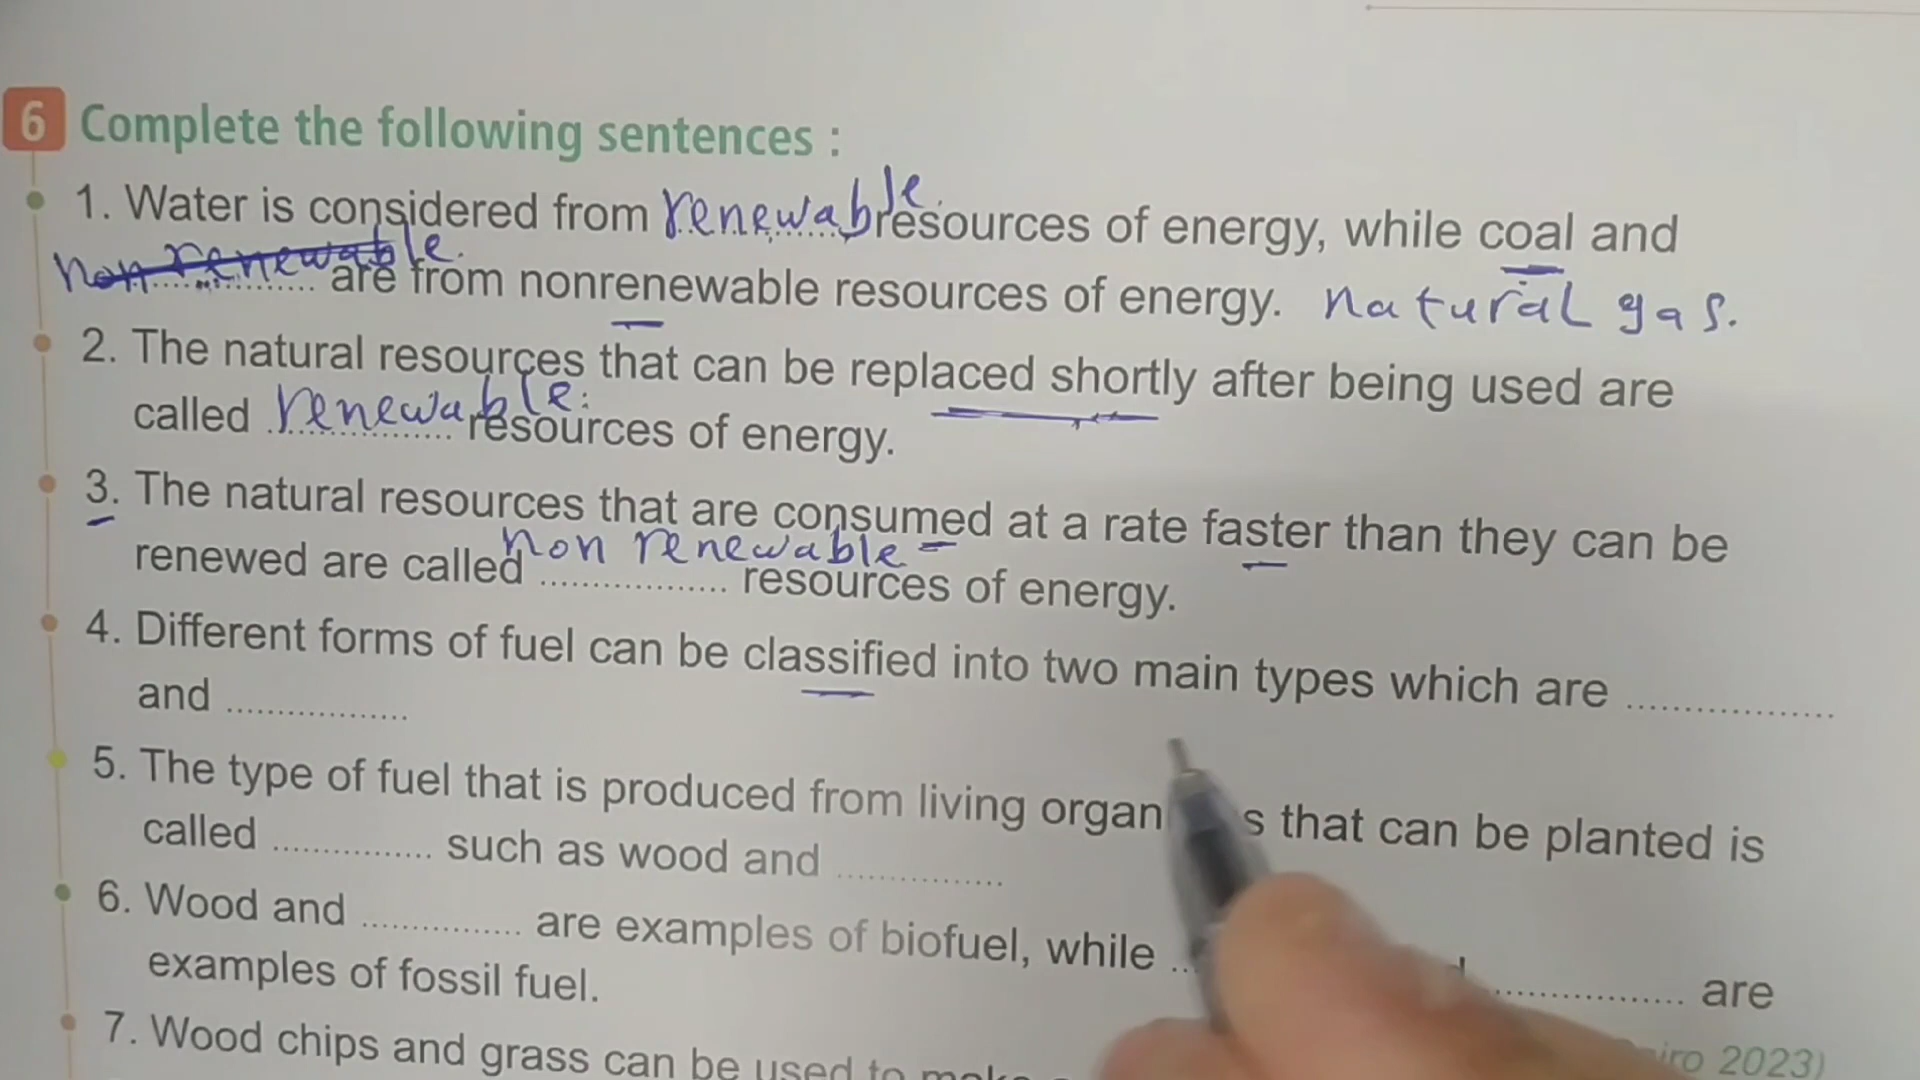 6 Complete the following sentences :
1. Water is considered from renewable resources of energy, while coal and
non renewable. are from nonrenewable resources of energy. natural gas.
2. The natural resources that can be replaced shortly after being used are
called renewable resources of energy.
3. The natural resources that are consumed at a rate faster than they can be
renewed are called non renewable resources of energy.
4. Different forms of fuel can be classified into two main types which are ..................
and ..................
5. The type of fuel that is produced from living organ s that can be planted is
called ................ such as wood and ................
6. Wood and ................ are examples of biofuel, while ... ................ are
examples of fossil fuel.
7. Wood chips and grass can be used to make
2023)